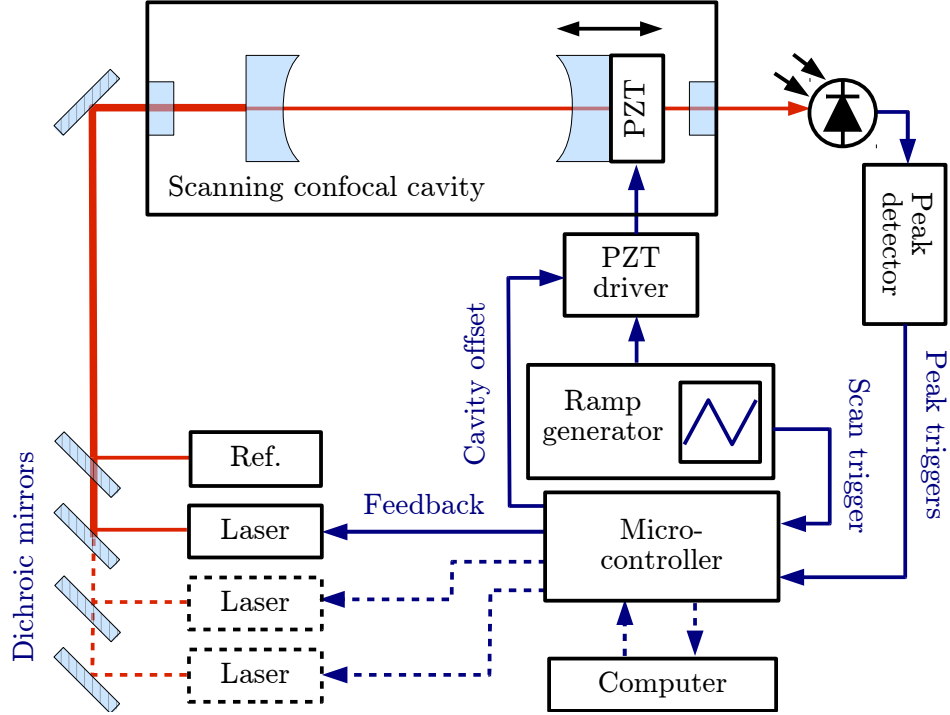 PZT
Scanning confocal cavity
Peak
detector
PZT
driver
Cavity offset
Ramp
generator
Scan trigger
Peak triggers
Ref.
Dichroic mirrors
Feedback
Laser
Micro-
controller
Laser
Laser
Computer